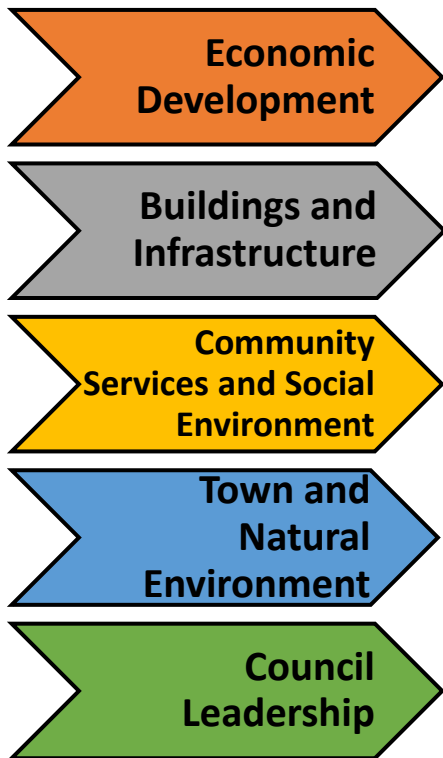 Economic
Development
Buildings and
Infrastructure
Community
Services and Social
Environment
Town and
Natural
Environment
Council
Leadership